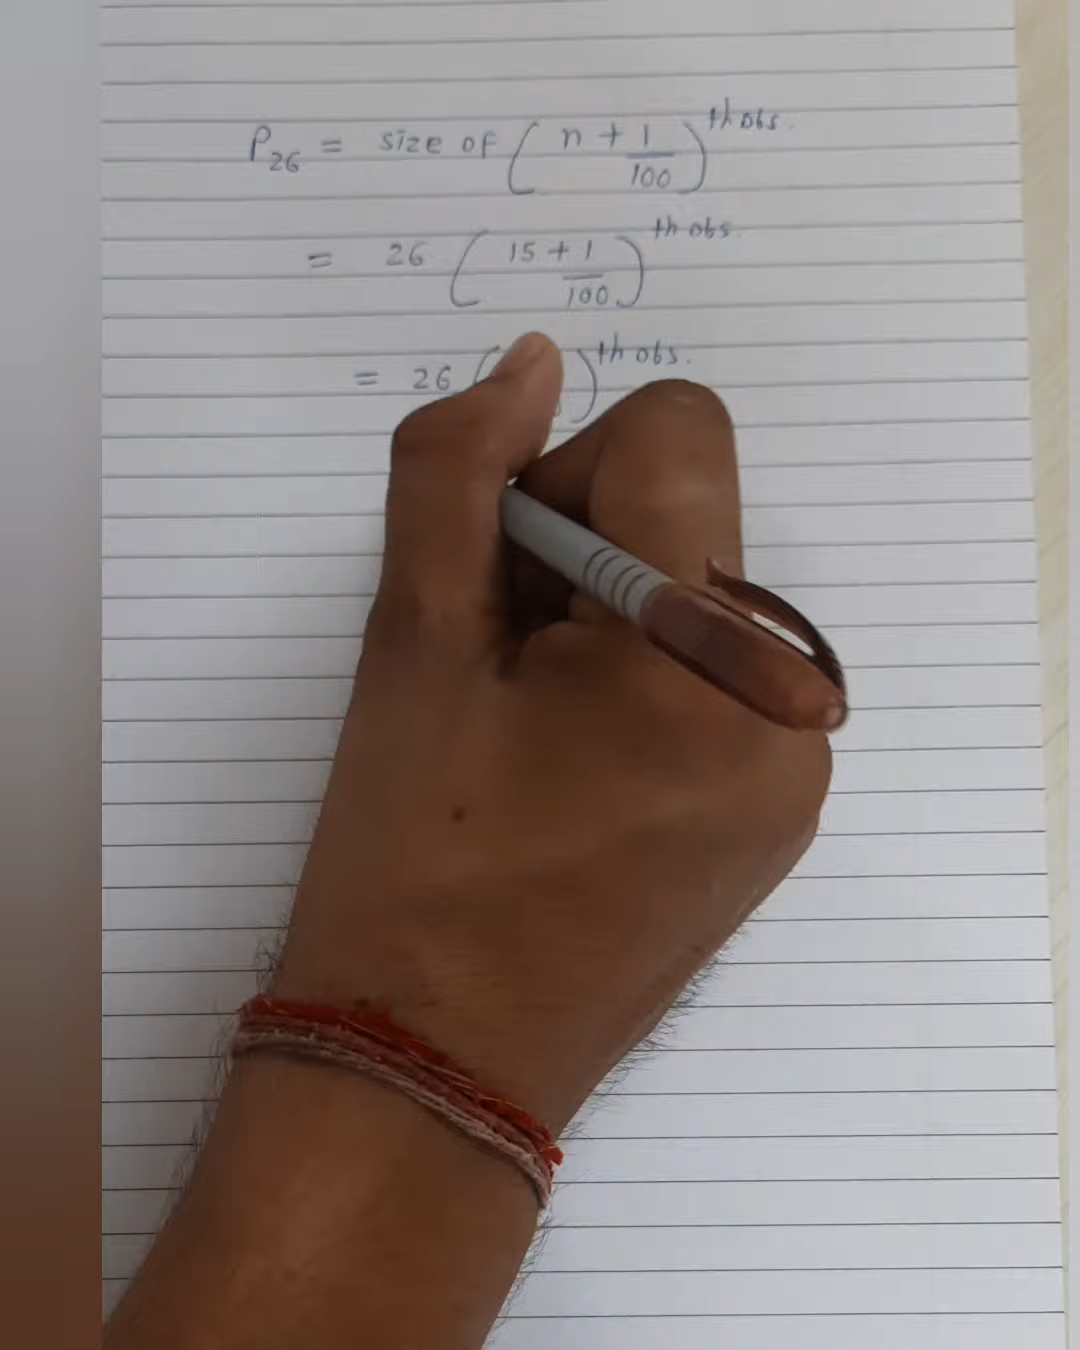 P26 = size of ( n + 1 / 100 ) th obs.
= 26 ( 15 + 1 / 100 ) th obs.
= 26 ( ) th obs.